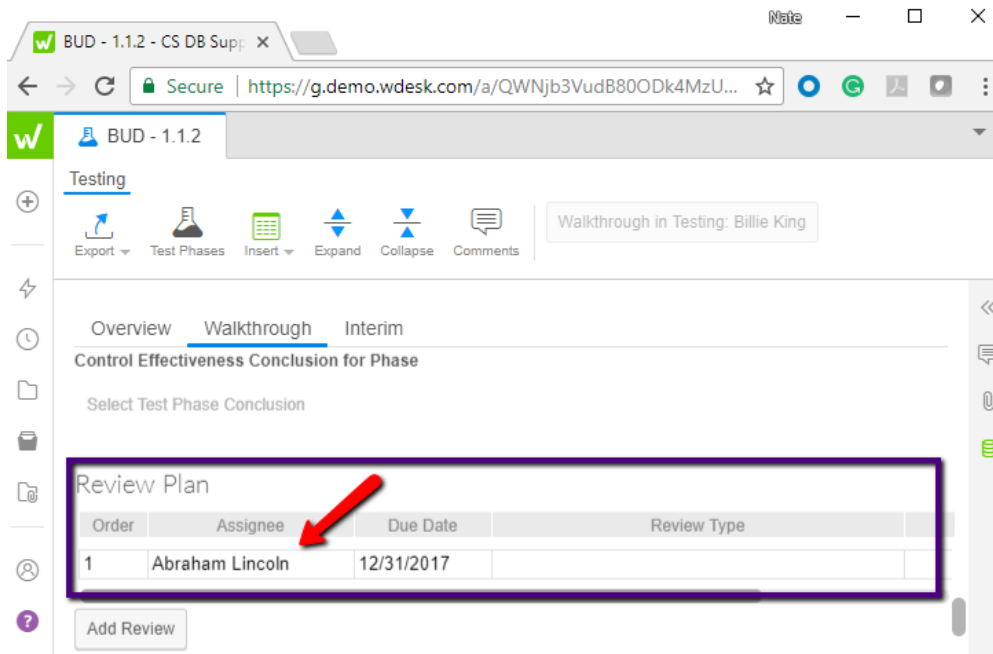 Nate
BUD - 1.1.2 - CS DB Supp
Secure https://g.demo.wdesk.com/a/QWNjb3VudB80ODk4MzU...
w BUD - 1.1.2
Testing
Export Test Phases Insert Expand Collapse Comments
Walkthrough in Testing: Billie King
Overview Walkthrough Interim
Control Effectiveness Conclusion for Phase
Select Test Phase Conclusion
Review Plan
Order Assignee Due Date Review Type
1 Abraham Lincoln 12/31/2017
Add Review